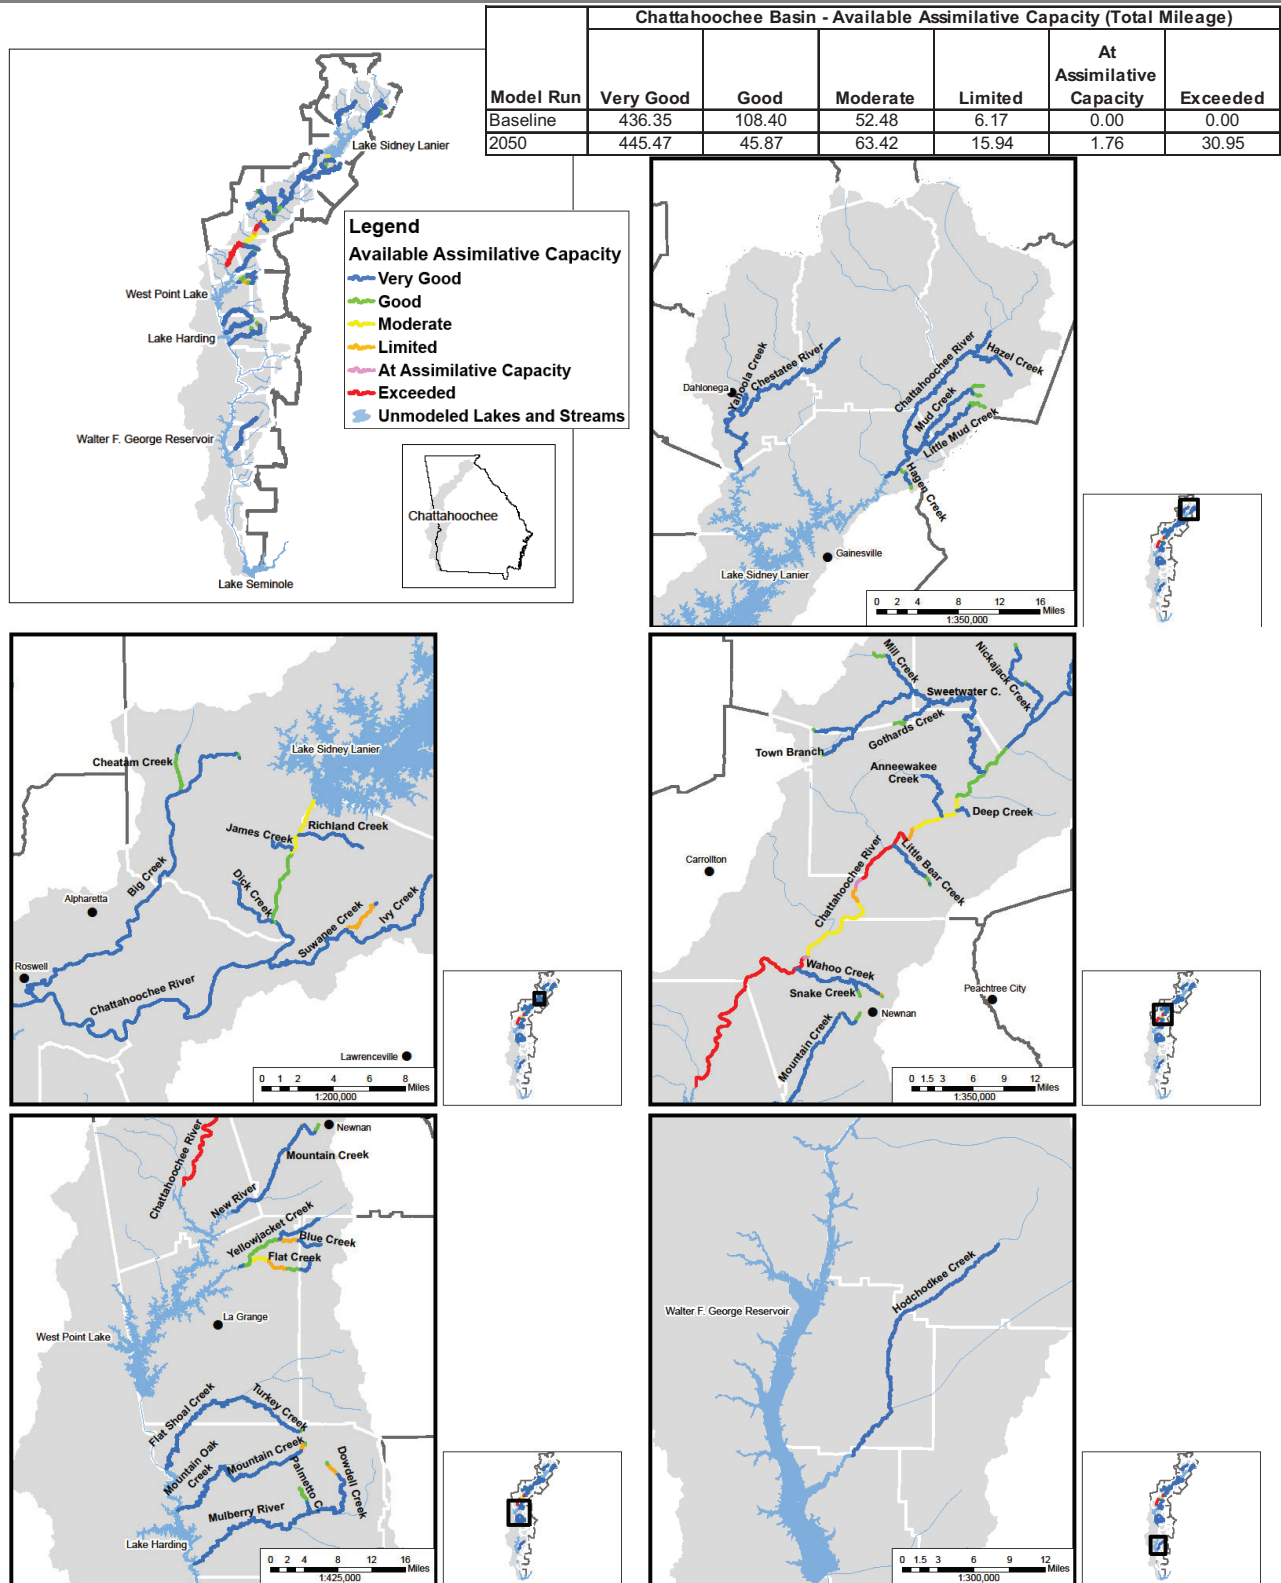 Chattahoochee Basin - Available Assimilative Capacity (Total Mileage)
Model Run Very Good Good Moderate Limited At Assimilative Capacity Exceeded
Baseline 436.35 108.40 52.48 6.17 0.00 0.00
2050 445.47 45.87 63.42 15.94 1.76 30.95
Lake Sidney Lanier
West Point Lake
Lake Harding
Walter F. George Reservoir
Lake Seminole
Legend
Available Assimilative Capacity
Very Good
Good
Moderate
Limited
At Assimilative Capacity
Exceeded
Unmodeled Lakes and Streams
Chattahoochee
Yahoola Creek
Chestatee River
Dahlonega
Chattahoochee River
Hazel Creek
Mud Creek
Little Mud Creek
Hagen Creek
Gainesville
Lake Sidney Lanier
0 2 4 8 12 16
Miles
1:350,000
Cheatam Creek
Lake Sidney Lanier
James Creek
Richland Creek
Big Creek
Dick Creek
Alpharetta
Suwanee Creek
Ivy Creek
Roswell
Chattahoochee River
Lawrenceville
0 1 2 4 6 8
Miles
1:200,000
Mill Creek
Nickajack Creek
Sweetwater C.
Gothards Creek
Town Branch
Anneewakee
Creek
Deep Creek
Little Bear Creek
Carrollton
Chattahoochee River
Wahoo Creek
Snake Creek
Peachtree City
Newnan
Mountain Creek
0 1.5 3 6 9 12
Miles
1:350,000
Newnan
Chattahoochee River
Mountain Creek
New River
Yellowjacket Creek
Blue Creek
Flat Creek
La Grange
West Point Lake
Flat Shoal Creek
Turkey Creek
Mountain Oak
Creek
Mountain Creek
Palmetto C.
Dowdell Creek
Mulberry River
Lake Harding
0 2 4 8 12 16
Miles
1:425,000
Hodchodkee Creek
Walter F. George Reservoir
0 1.5 3 6 9 12
Miles
1:300,000